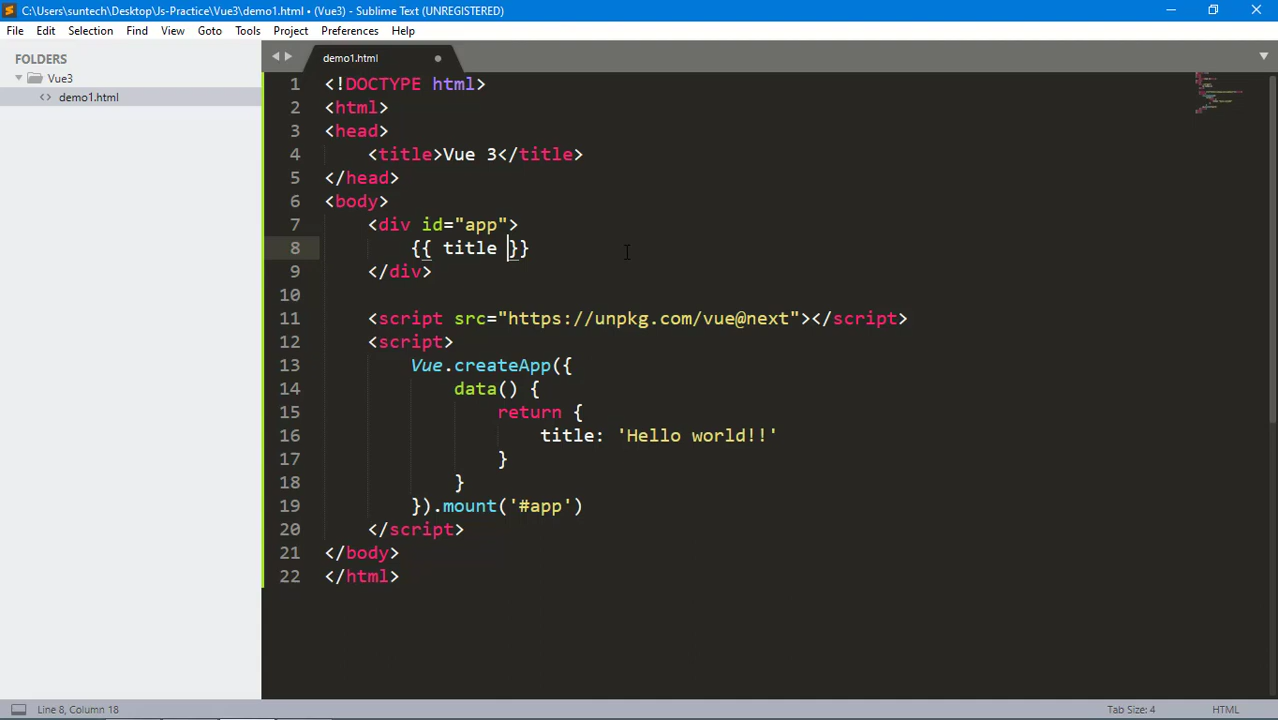 C:\Users\suntech\Desktop\Js-Practice\Vue3\demo1.html • (Vue3) - Sublime Text (UNREGISTERED)
File Edit Selection Find View Goto Tools Project Preferences Help
FOLDERS
Vue3
<> demo1.html
demo1.html
1 <!DOCTYPE html>
2 <html>
3 <head>
4     <title>Vue 3</title>
5 </head>
6 <body>
7     <div id="app">
8         {{ title }}
9     </div>
10
11     <script src="https://unpkg.com/vue@next"></script>
12     <script>
13         Vue.createApp({
14             data() {
15                 return {
16                     title: 'Hello world!!'
17                 }
18             }
19         }).mount('#app')
20     </script>
21 </body>
22 </html>
Line 8, Column 18 Tab Size: 4 HTML